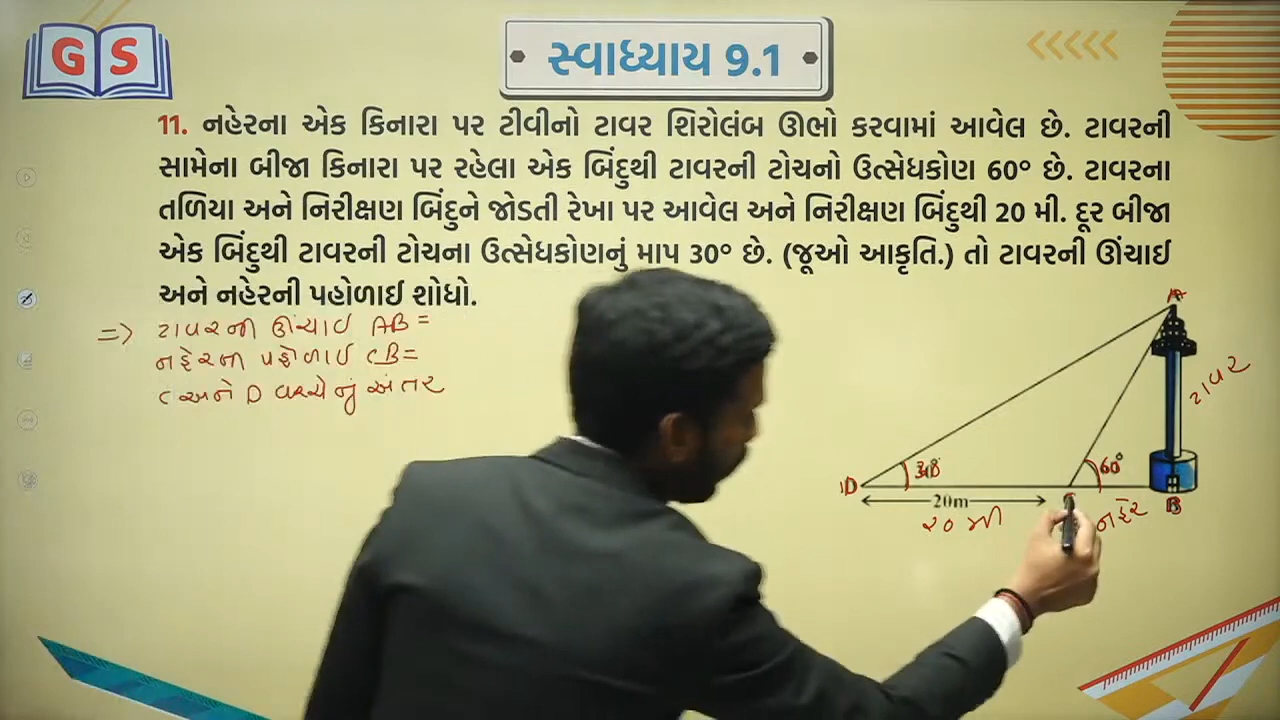 G S
સ્વાધ્યાય 9.1
11. નહેરના એક કિનારા પર ટીવીનો ટાવર શિરોલંબ ઊભો કરવામાં આવેલ છે. ટાવરની
સામેના બીજા કિનારા પર રહેલા એક બિંદુથી ટાવરની ટોચનો ઉત્સેધકોણ 60° છે. ટાવરના
તળિયા અને નિરીક્ષણ બિંદુને જોડતી રેખા પર આવેલ અને નિરીક્ષણ બિંદુથી 20 મી. દૂર બીજા
એક બિંદુથી ટાવરની ટોચના ઉત્સેધકોણનું માપ 30° છે. (જૂઓ આકૃતિ.) તો ટાવરની ઊંચાઈ
અને નહેરની પહોળાઈ શોધો.
=> ટાવરની ઊંચાઈ AB =
નહેરની પહોળાઈ CB =
C અને D વચ્ચેનું અંતર
A
ટાવર
D 30° 60°
20m B
૨૦ મી નહેર